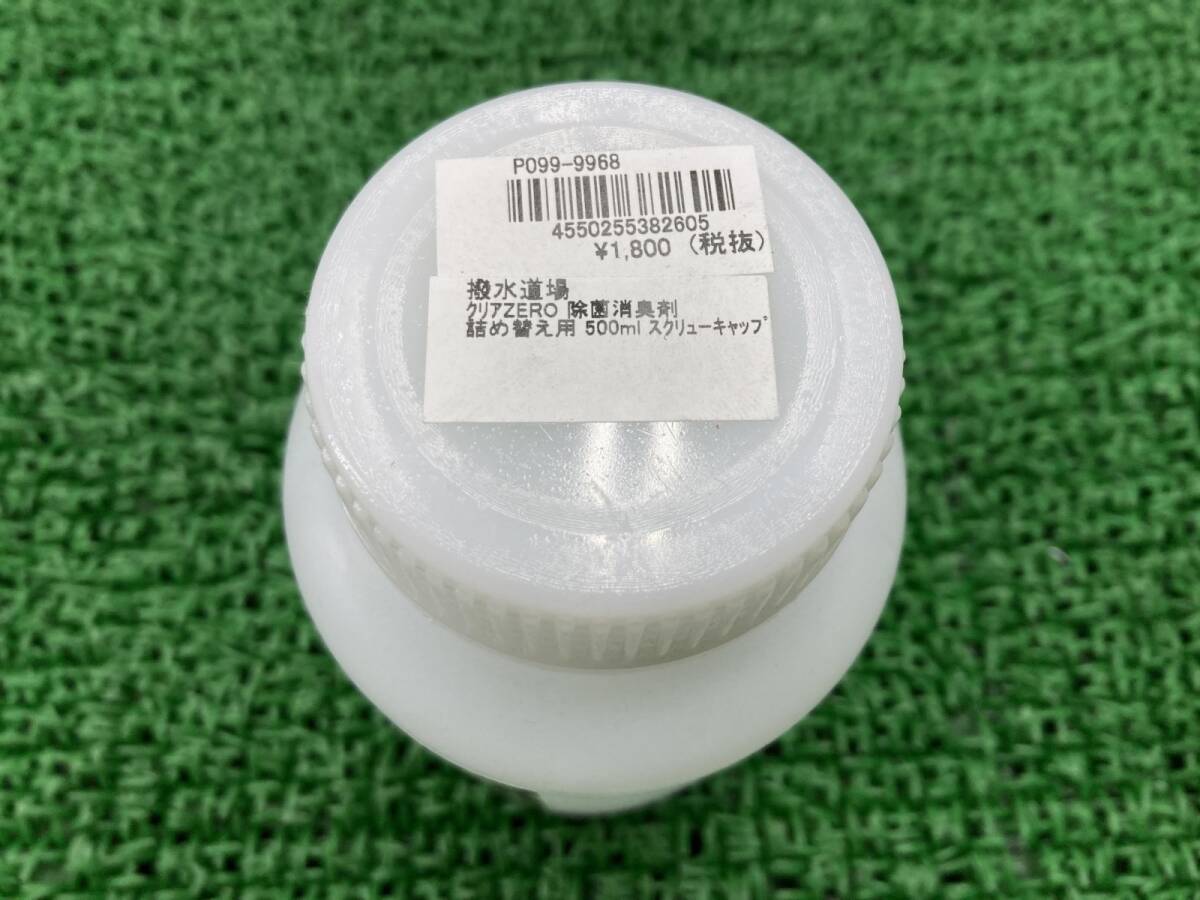 P099-9968
4550255382605
¥1,800 (税抜)
撥水道場
ｸﾘｱZERO 除菌消臭剤
詰め替え用 500ml ｽｸﾘｭｰｷｬｯﾌﾟ